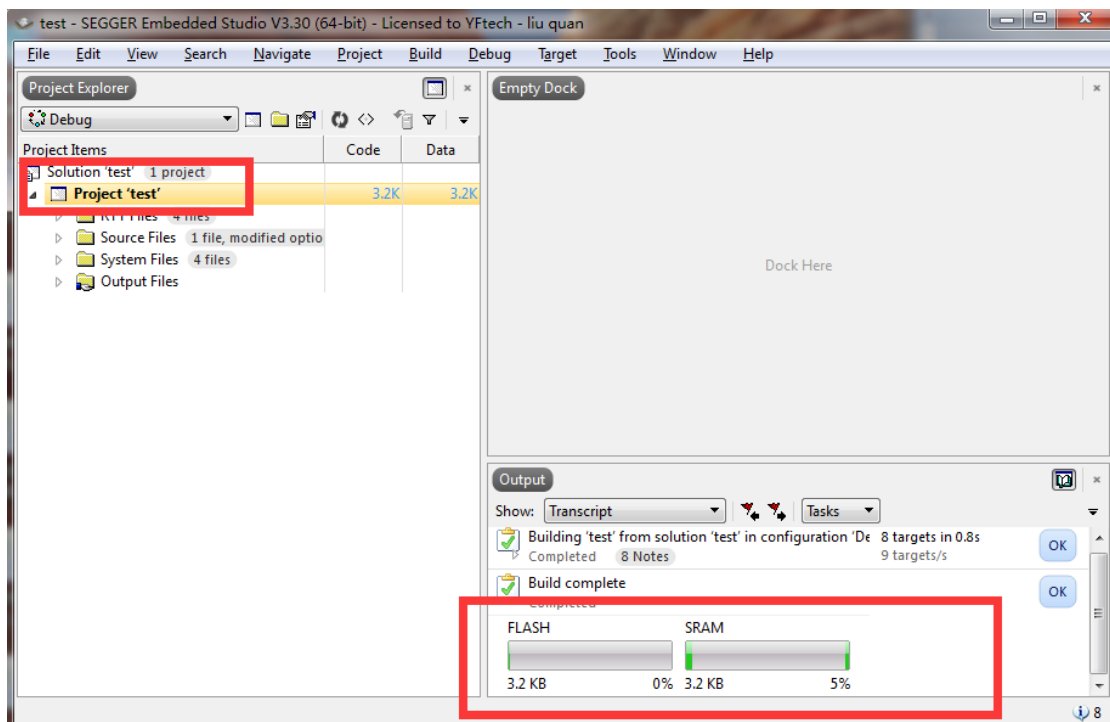 test - SEGGER Embedded Studio V3.30 (64-bit) - Licensed to YFtech - liu quan
File Edit View Search Navigate Project Build Debug Target Tools Window Help
Project Explorer
Empty Dock
Debug
Project Items Code Data
Solution 'test' 1 project
Project 'test' 3.2K 3.2K
RTT Files 4 files
Source Files 1 file, modified optio
System Files 4 files
Output Files
Dock Here
Output
Show: Transcript Tasks
Building 'test' from solution 'test' in configuration 'De 8 targets in 0.8s
OK
Completed 8 Notes 9 targets/s
Build complete
OK
Completed
FLASH SRAM
3.2 KB 0% 3.2 KB 5%
8